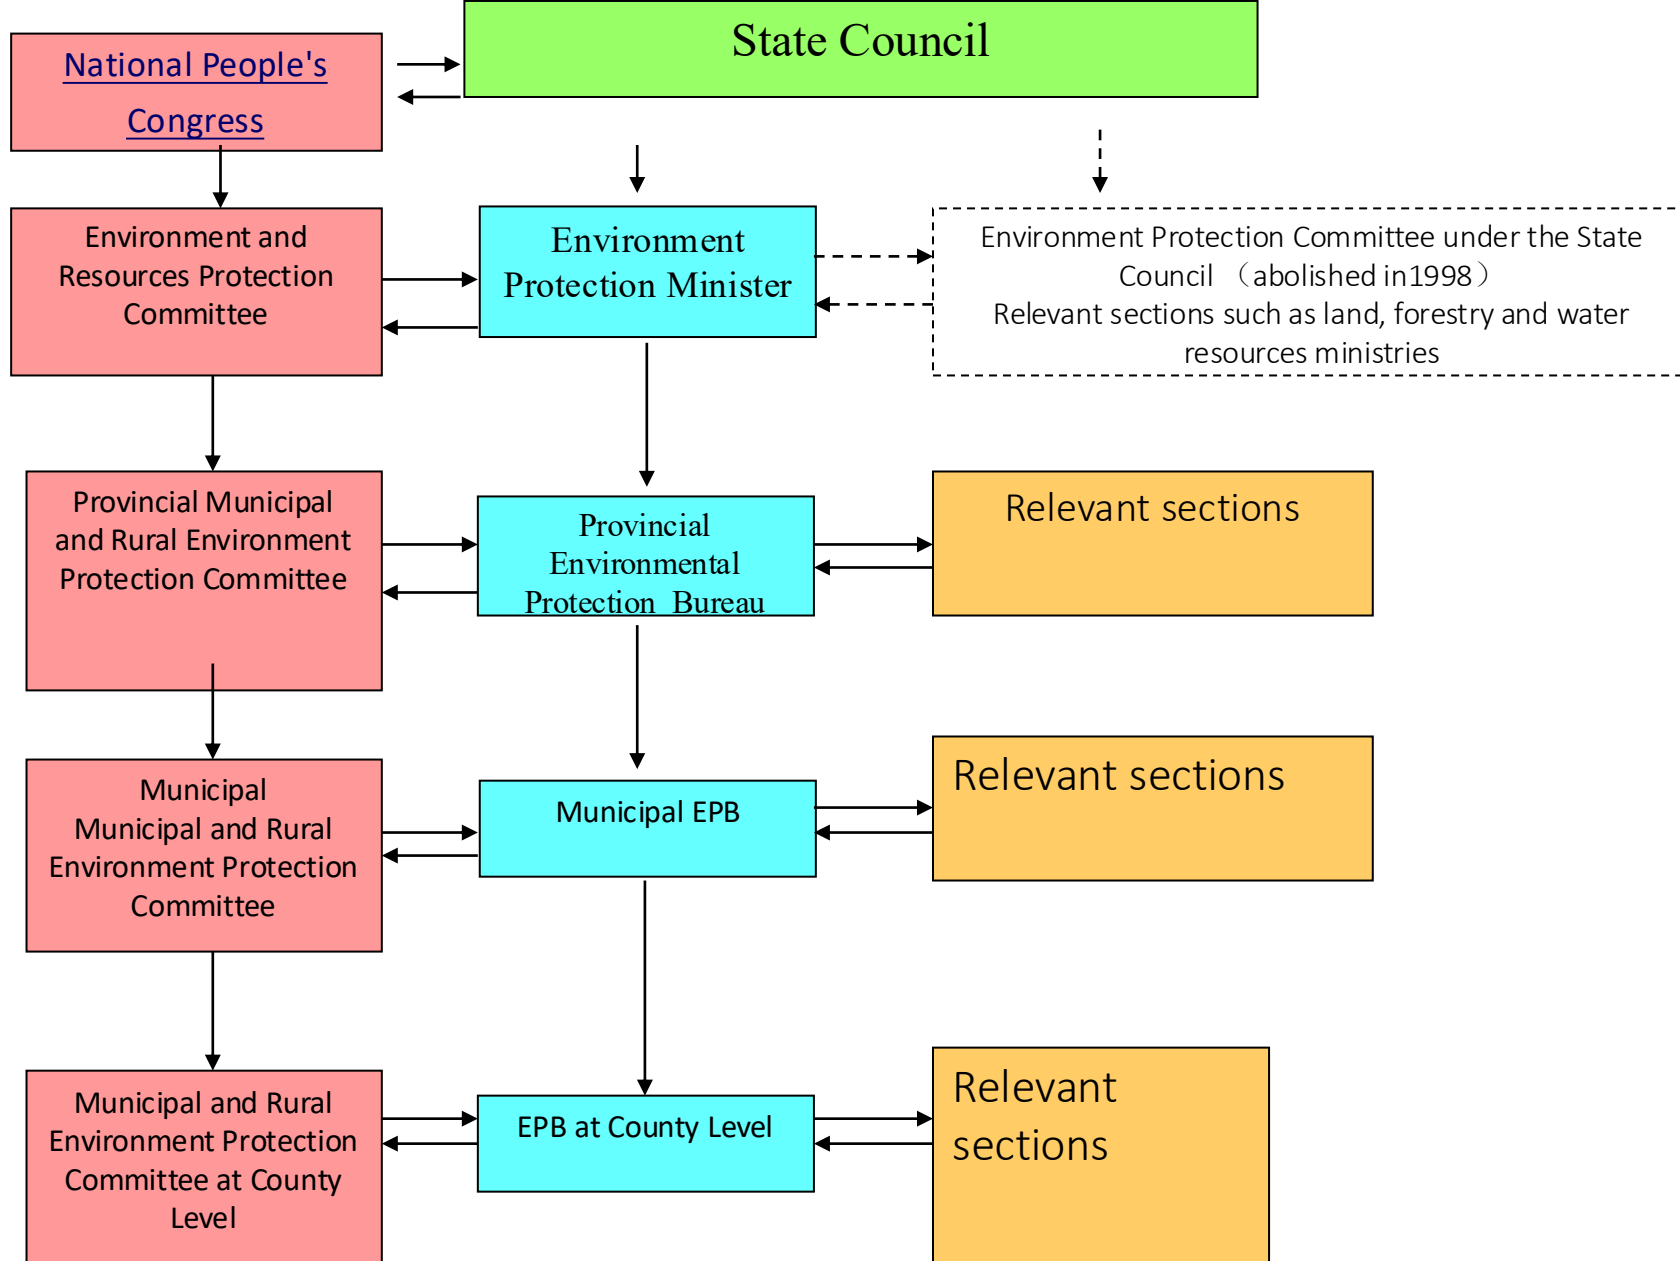 State Council
National People's
Congress
Environment and
Resources Protection
Committee
Environment
Protection Minister
Environment Protection Committee under the State
Council （abolished in1998）
Relevant sections such as land, forestry and water
resources ministries
Provincial Municipal
and Rural Environment
Protection Committee
Provincial
Environmental
Protection Bureau
Relevant sections
Municipal
Municipal and Rural
Environment Protection
Committee
Municipal EPB
Relevant sections
Municipal and Rural
Environment Protection
Committee at County
Level
EPB at County Level
Relevant
sections